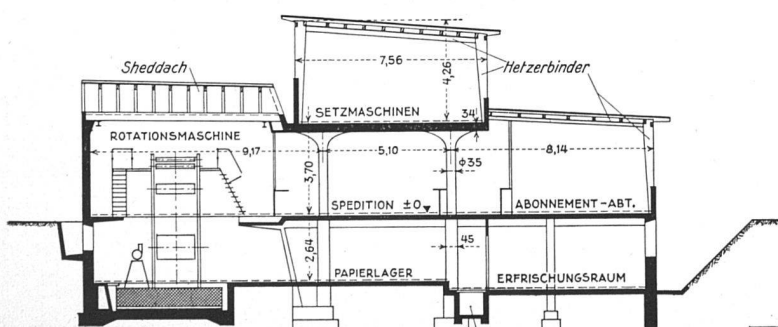 7,56
4,26
Hetzerbinder
Sheddach
SETZMASCHINEN
34
ROTATIONSMASCHINE
9,17
5,10
8,14
ϕ35
3,70
SPEDITION ±0
ABONNEMENT-ABT.
2,64
45
PAPIERLAGER
ERFRISCHUNGSRAUM